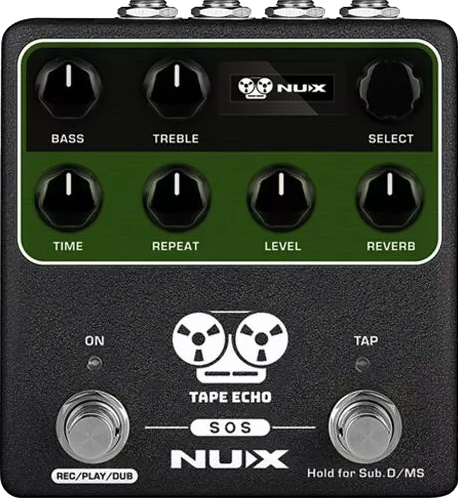 NUX
BASS
TREBLE
SELECT
TIME
REPEAT
LEVEL
REVERB
ON
TAP
TAPE ECHO
SOS
NUX
REC/PLAY/DUB
Hold for Sub.D/MS